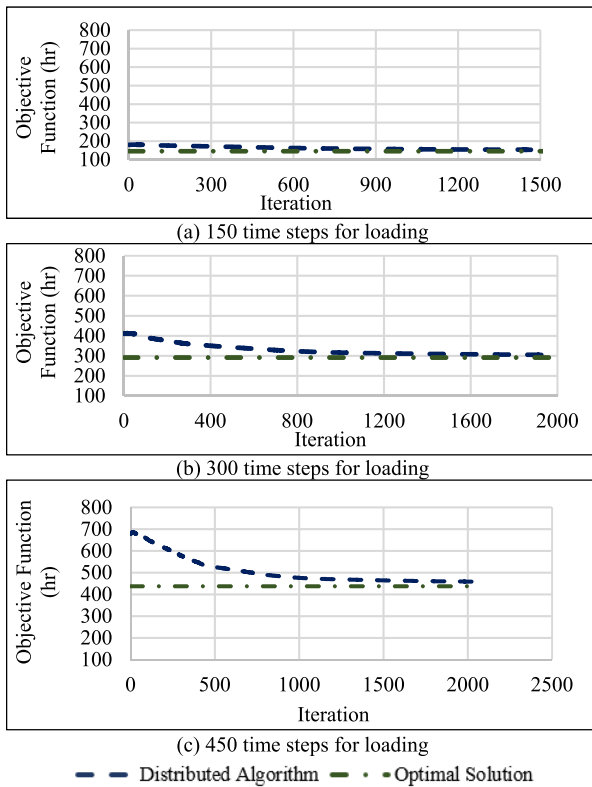 800
700
600
500
400
300
200
100
Objective
Function (hr)
0 300 600 900 1200 1500
Iteration
(a) 150 time steps for loading
800
700
600
500
400
300
200
100
Objective
Function (hr)
0 400 800 1200 1600 2000
Iteration
(b) 300 time steps for loading
800
700
600
500
400
300
200
100
Objective Function
(hr)
0 500 1000 1500 2000 2500
Iteration
(c) 450 time steps for loading
Distributed Algorithm Optimal Solution